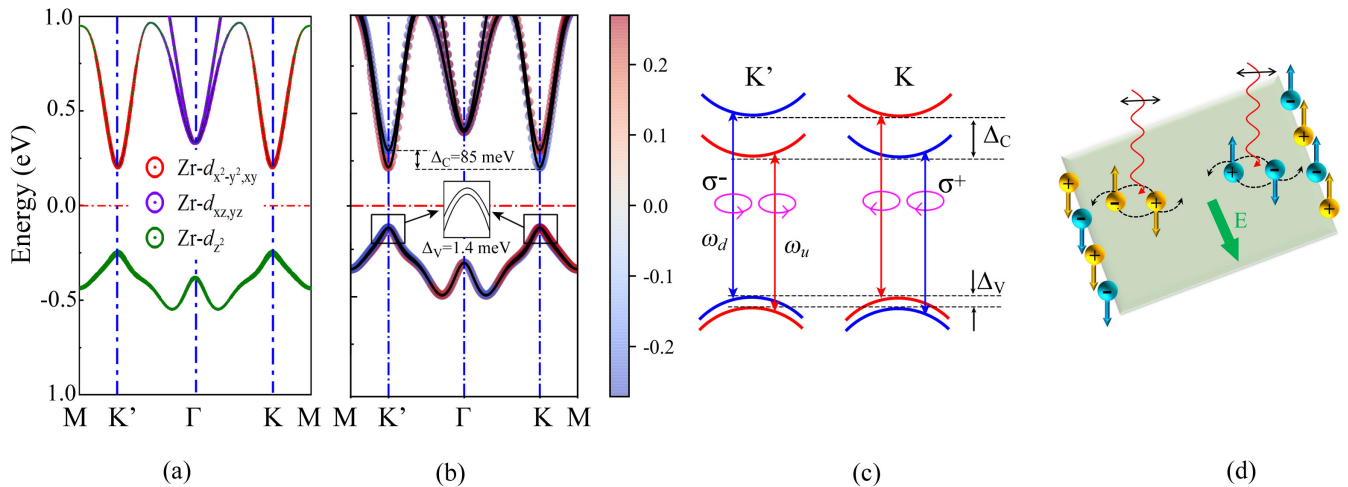 Energy (eV)
1.0
0.5
0.0
-0.5
1.0
Zr-dx²-y²,xy
Zr-dxz,yz
Zr-dz²
M K’ Γ K M
(a)
ΔC=85 meV
ΔV=1.4 meV
M K’ Γ K M
0.2
0.1
0.0
-0.1
-0.2
(b)
K’ K
ΔC
σ- σ+
ωd ωu
ΔV
(c)
E
- + - +
+ - + - + -
- + - +
(d)